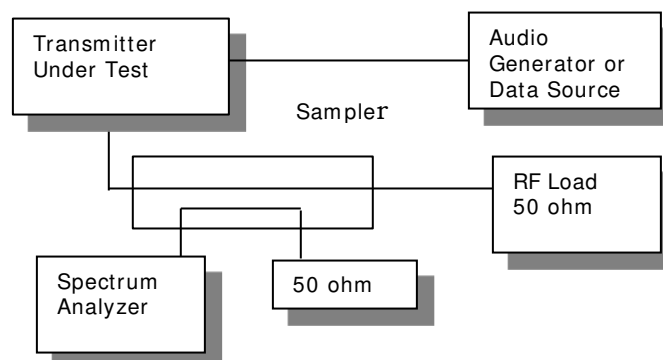 Transmitter
Under Test
Audio
Generator or
Data Source
Sampler
RF Load
50 ohm
Spectrum
Analyzer
50 ohm